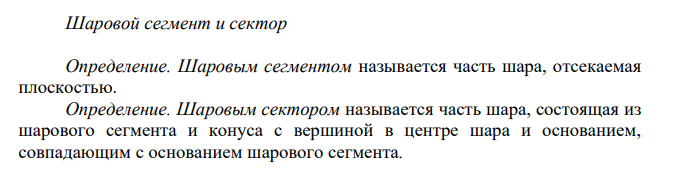 Шаровой сегмент и сектор
Определение. Шаровым сегментом называется часть шара, отсекаемая
плоскостью.
Определение. Шаровым сектором называется часть шара, состоящая из
шарового сегмента и конуса с вершиной в центре шара и основанием,
совпадающим с основанием шарового сегмента.